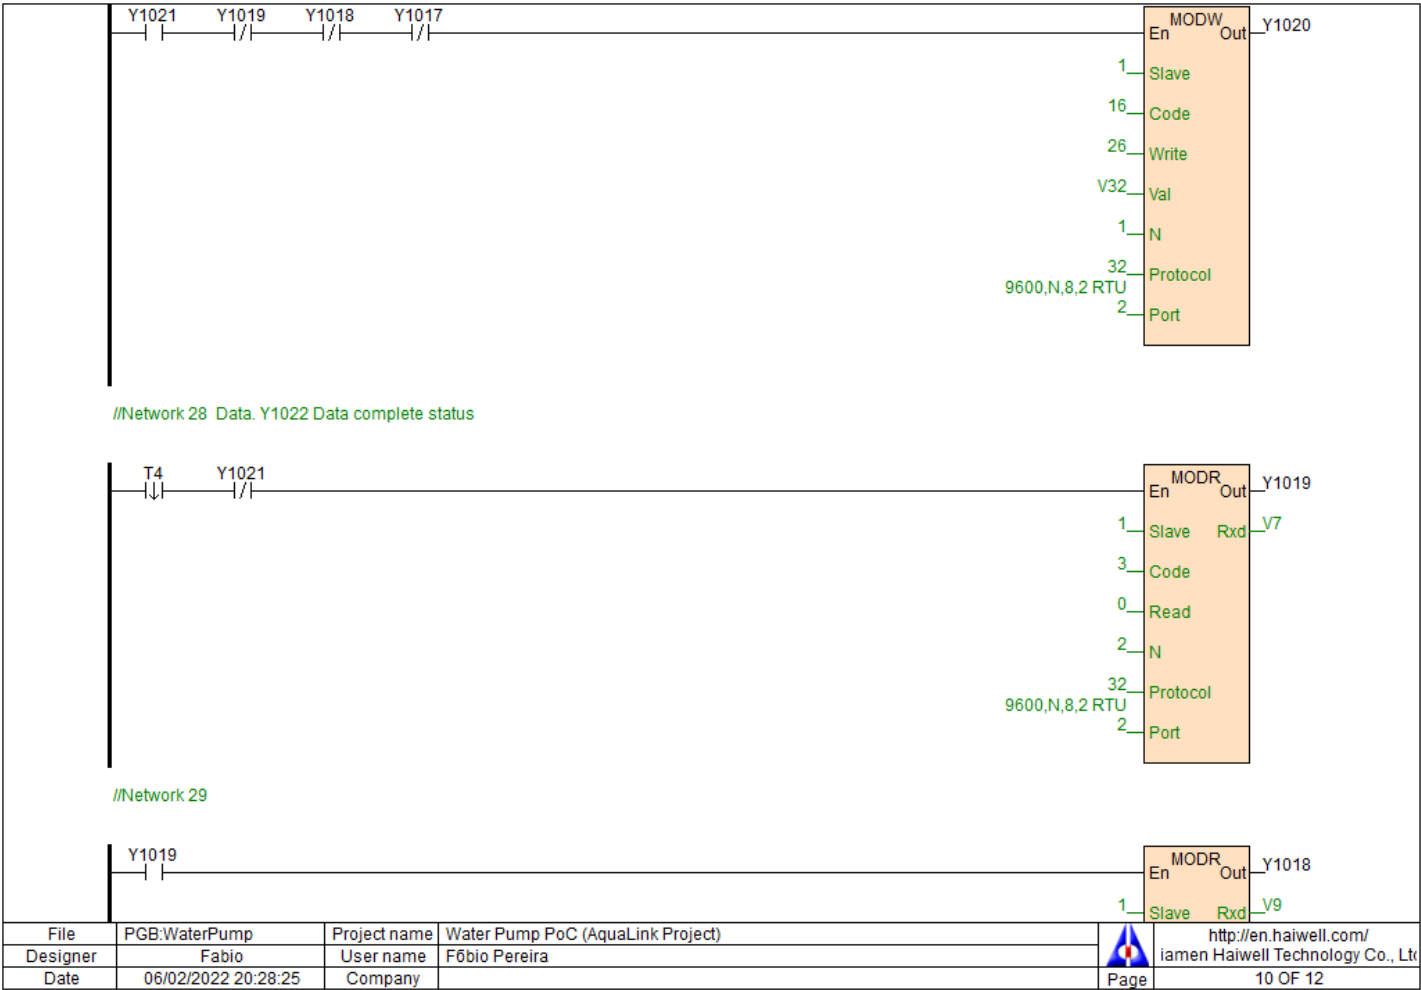 Y1021 Y1019 Y1018 Y1017
MODW
En Out Y1020
1 Slave
16 Code
26 Write
V32 Val
1 N
32 Protocol
9600,N,8,2 RTU
2 Port
//Network 28 Data. Y1022 Data complete status
T4 Y1021
MODR
En Out Y1019
1 Slave Rxd V7
3 Code
0 Read
2 N
32 Protocol
9600,N,8,2 RTU
2 Port
//Network 29
Y1019
MODR
En Out Y1018
1 Slave Rxd V9
File PGB:WaterPump Project name Water Pump PoC (AquaLink Project) http://en.haiwell.com/
Designer Fabio User name Fóbio Pereira iamen Haiwell Technology Co., Ltd
Date 06/02/2022 20:28:25 Company Page 10 OF 12